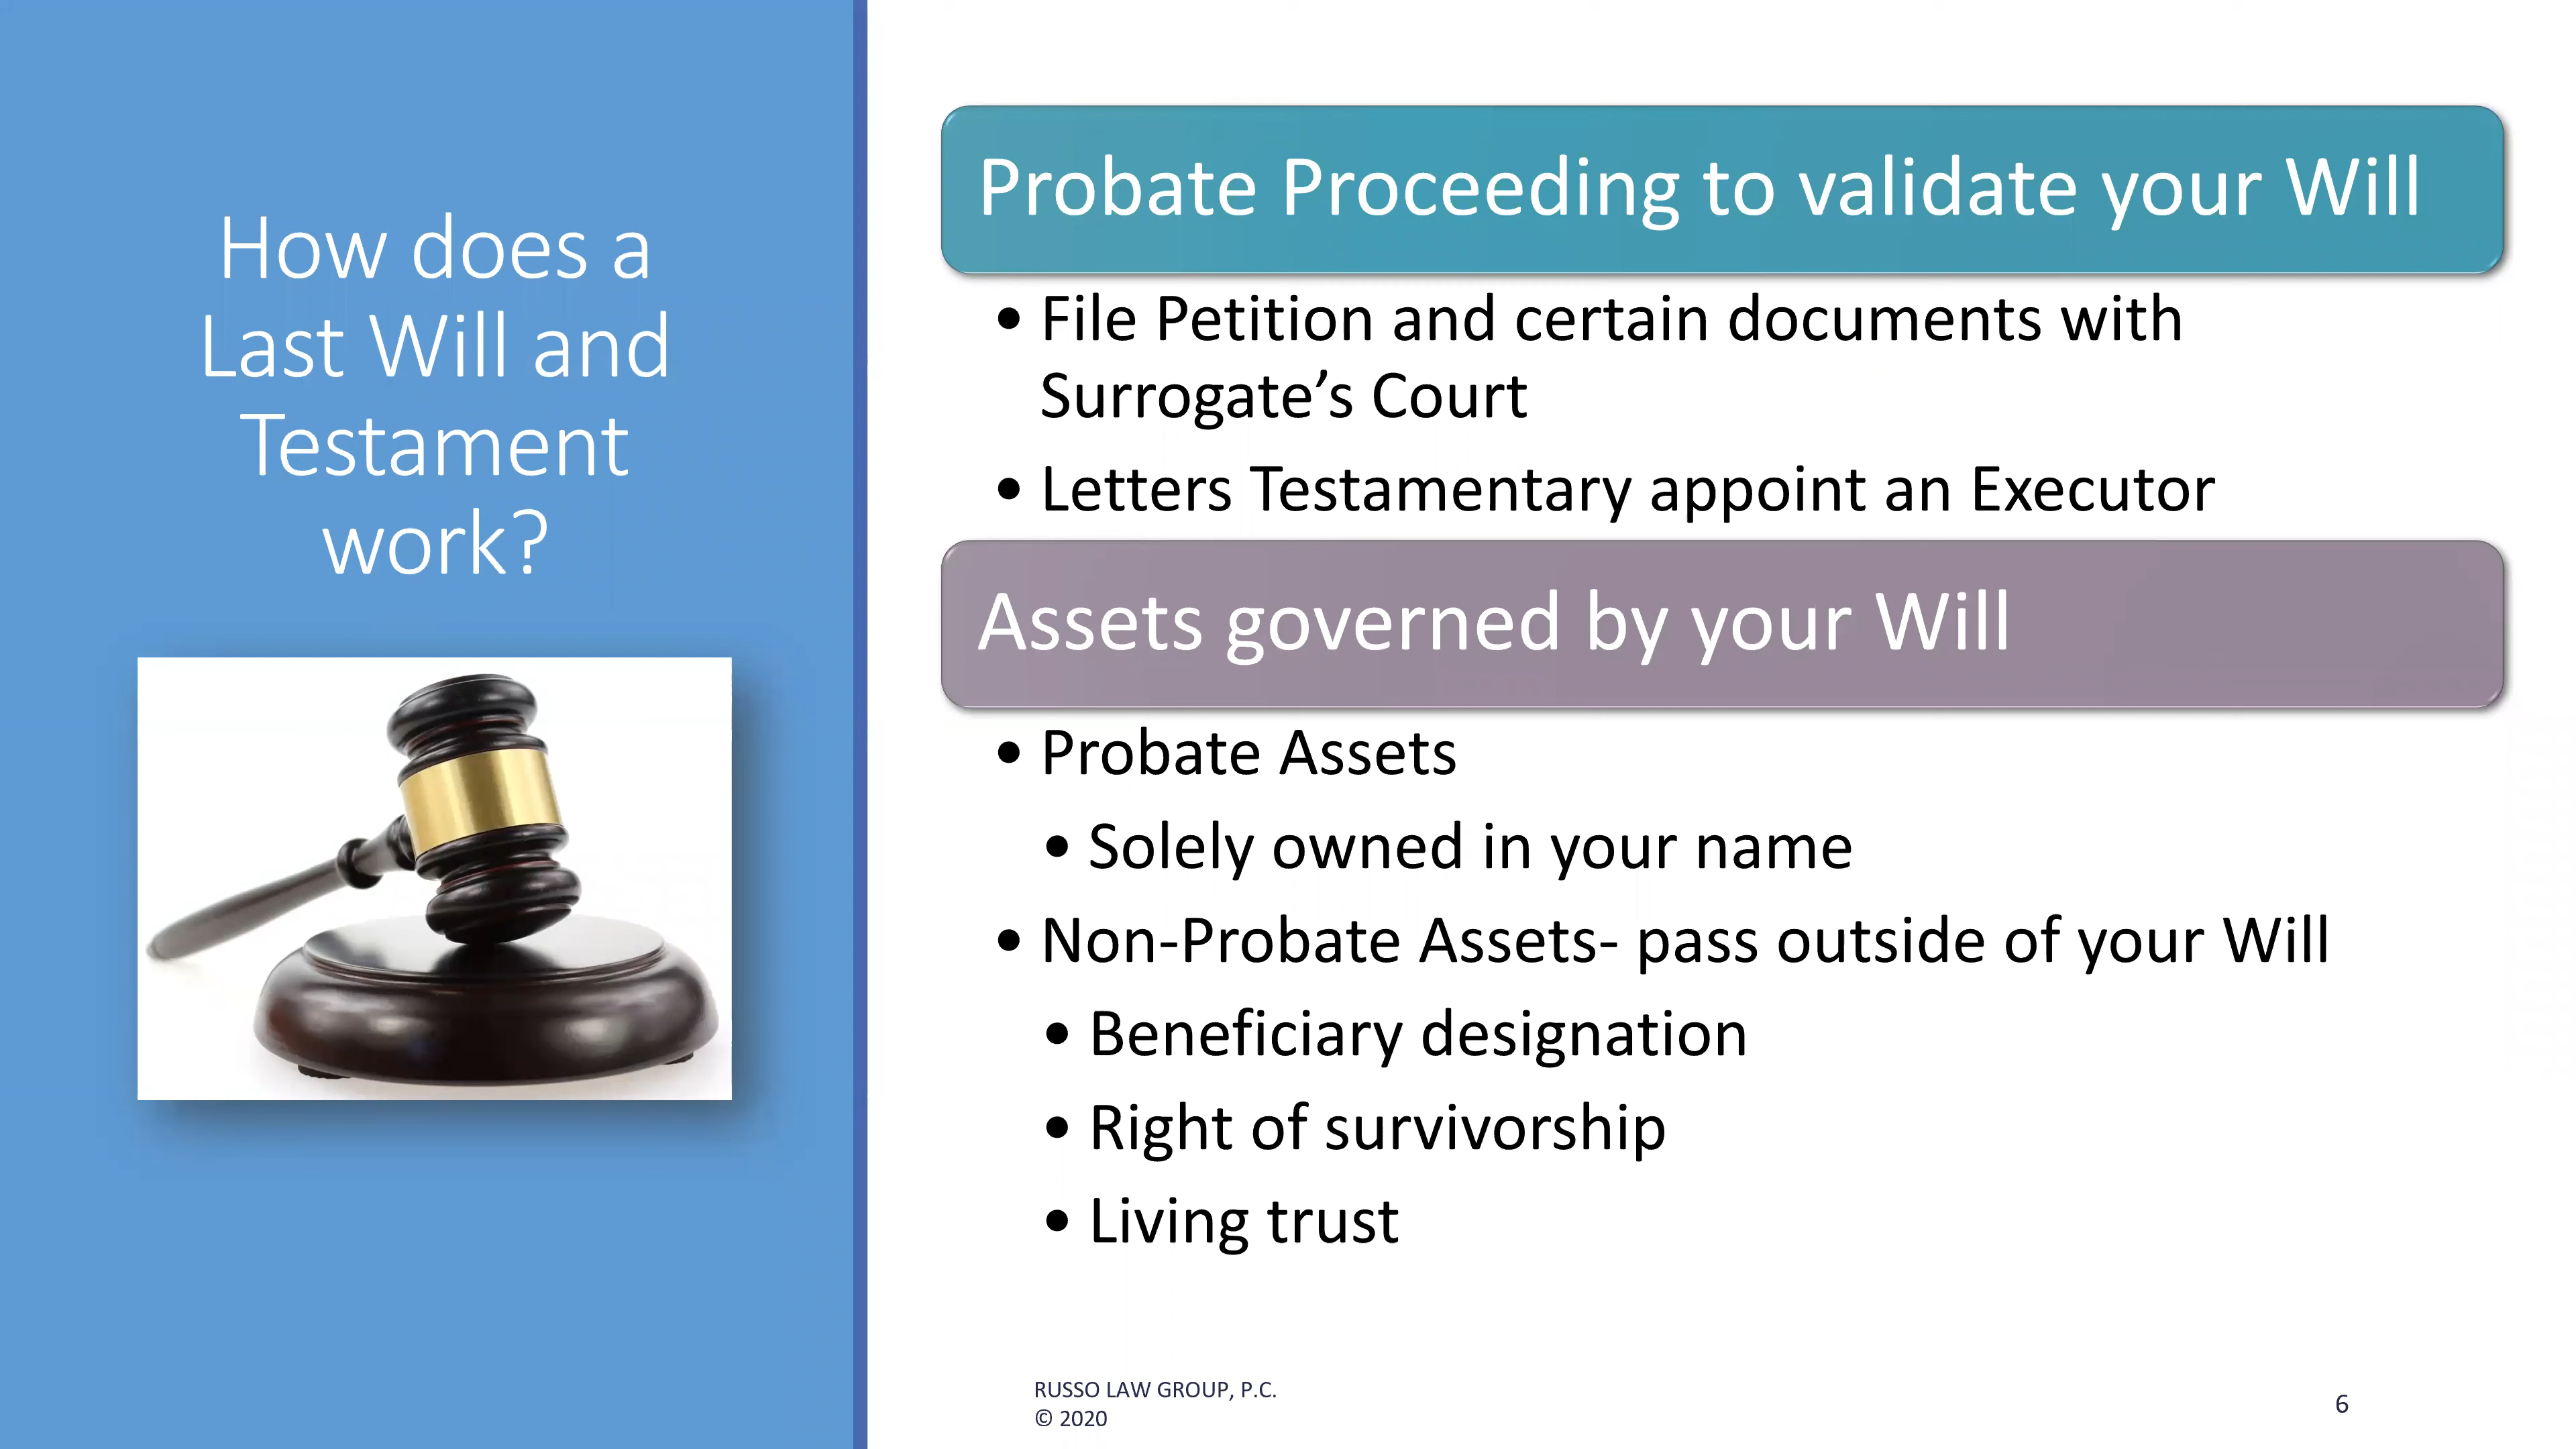 How does a
Last Will and
Testament
work?
Probate Proceeding to validate your Will
• File Petition and certain documents with
Surrogate’s Court
• Letters Testamentary appoint an Executor
Assets governed by your Will
• Probate Assets
• Solely owned in your name
• Non-Probate Assets- pass outside of your Will
• Beneficiary designation
• Right of survivorship
• Living trust
RUSSO LAW GROUP, P.C.
© 2020
6